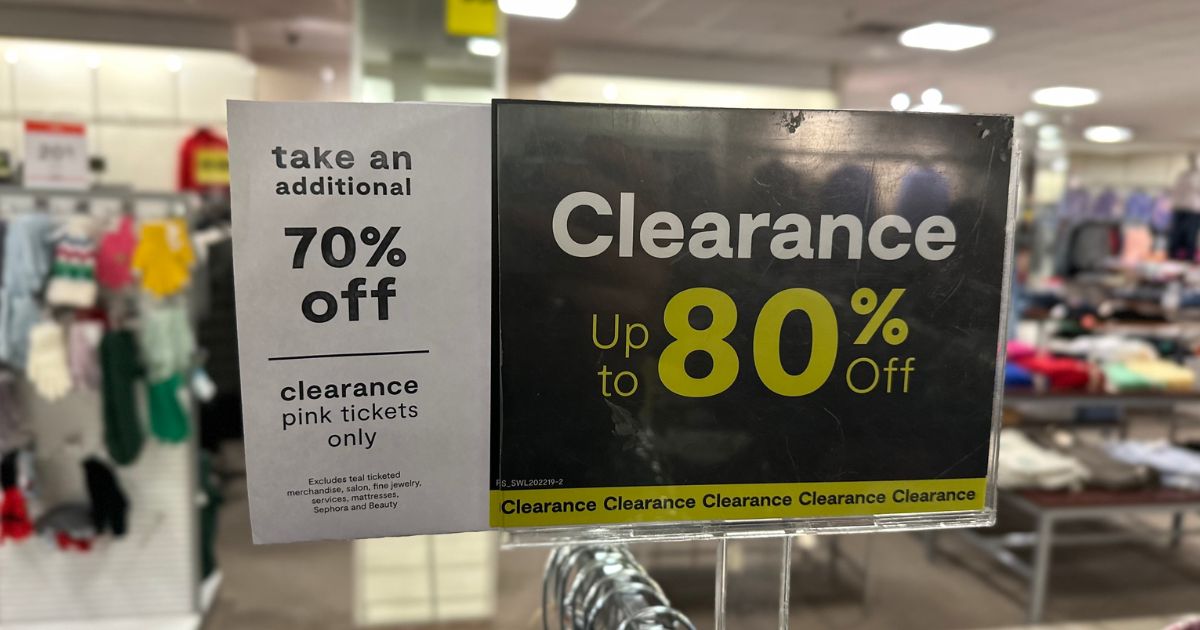 take an
additional
70%
off
clearance
pink tickets
only
Excludes teal ticketed
merchandise, salon, fine jewelry,
services, mattresses,
Sephora and Beauty
Clearance
Up to 80% Off
RS_SWL202219-2
Clearance Clearance Clearance Clearance Clearance